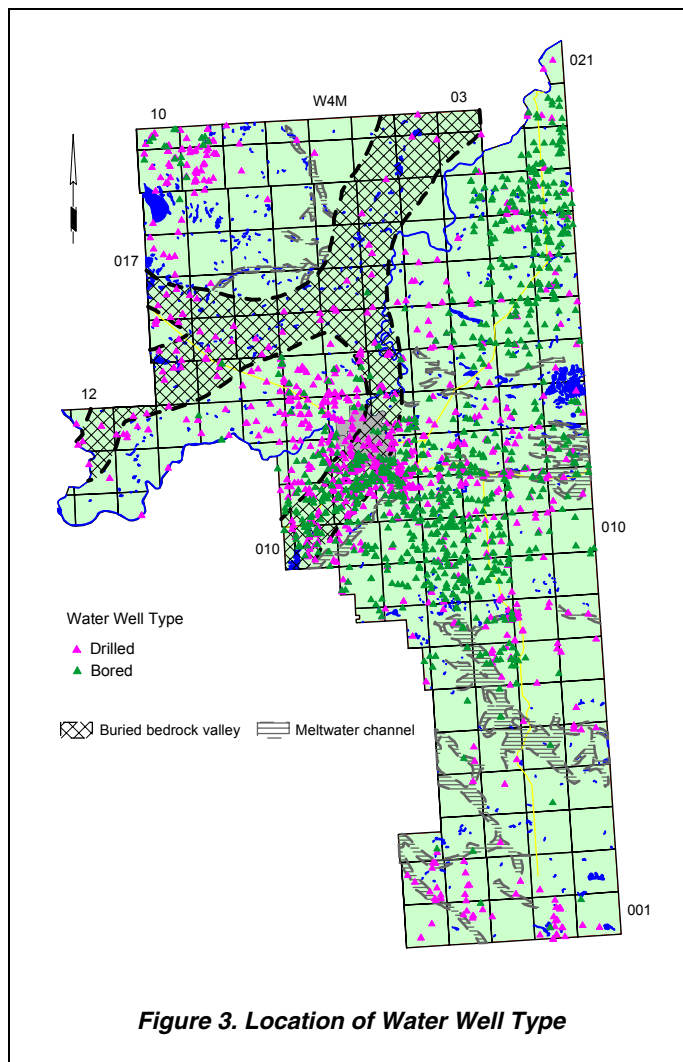 021
W4M
10
03
017
12
010
010
Water Well Type
Drilled
Bored
Buried bedrock valley
Meltwater channel
001
Figure 3. Location of Water Well Type